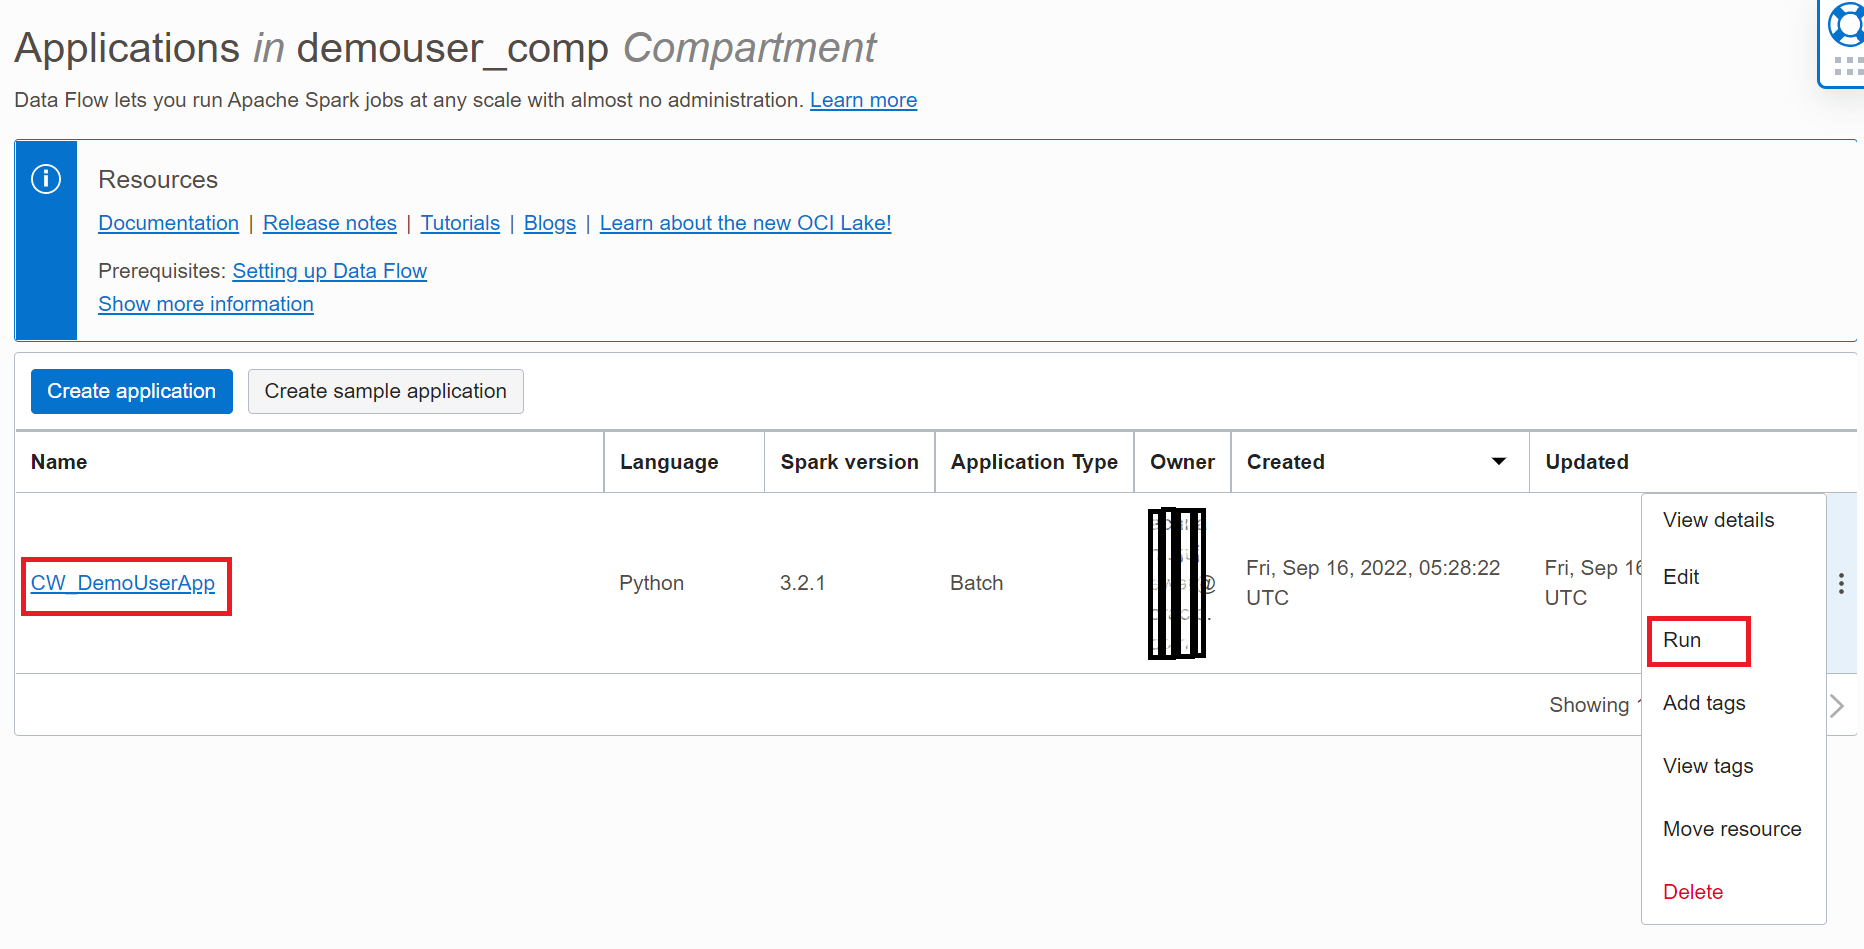 Applications in demouser_comp Compartment
Data Flow lets you run Apache Spark jobs at any scale with almost no administration. Learn more
Resources
Documentation | Release notes | Tutorials | Blogs | Learn about the new OCI Lake!
Prerequisites: Setting up Data Flow
Show more information
Create application Create sample application
Name Language Spark version Application Type Owner Created Updated
CW_DemoUserApp Python 3.2.1 Batch Fri, Sep 16, 2022, 05:28:22 UTC Fri, Sep 16 UTC
Showing 1
View details
Edit
Run
Add tags
View tags
Move resource
Delete